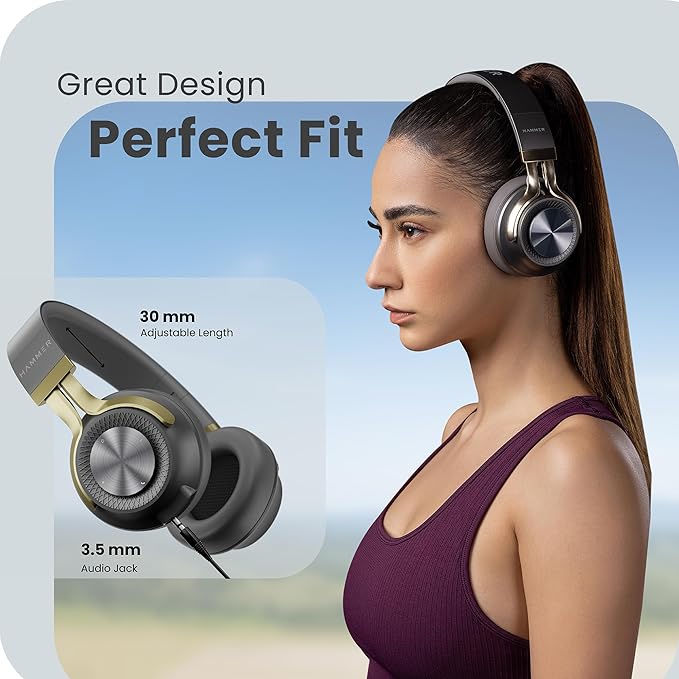 Great Design
Perfect Fit
HAMMER
30 mm
Adjustable Length
HAMMER
3.5 mm
Audio Jack